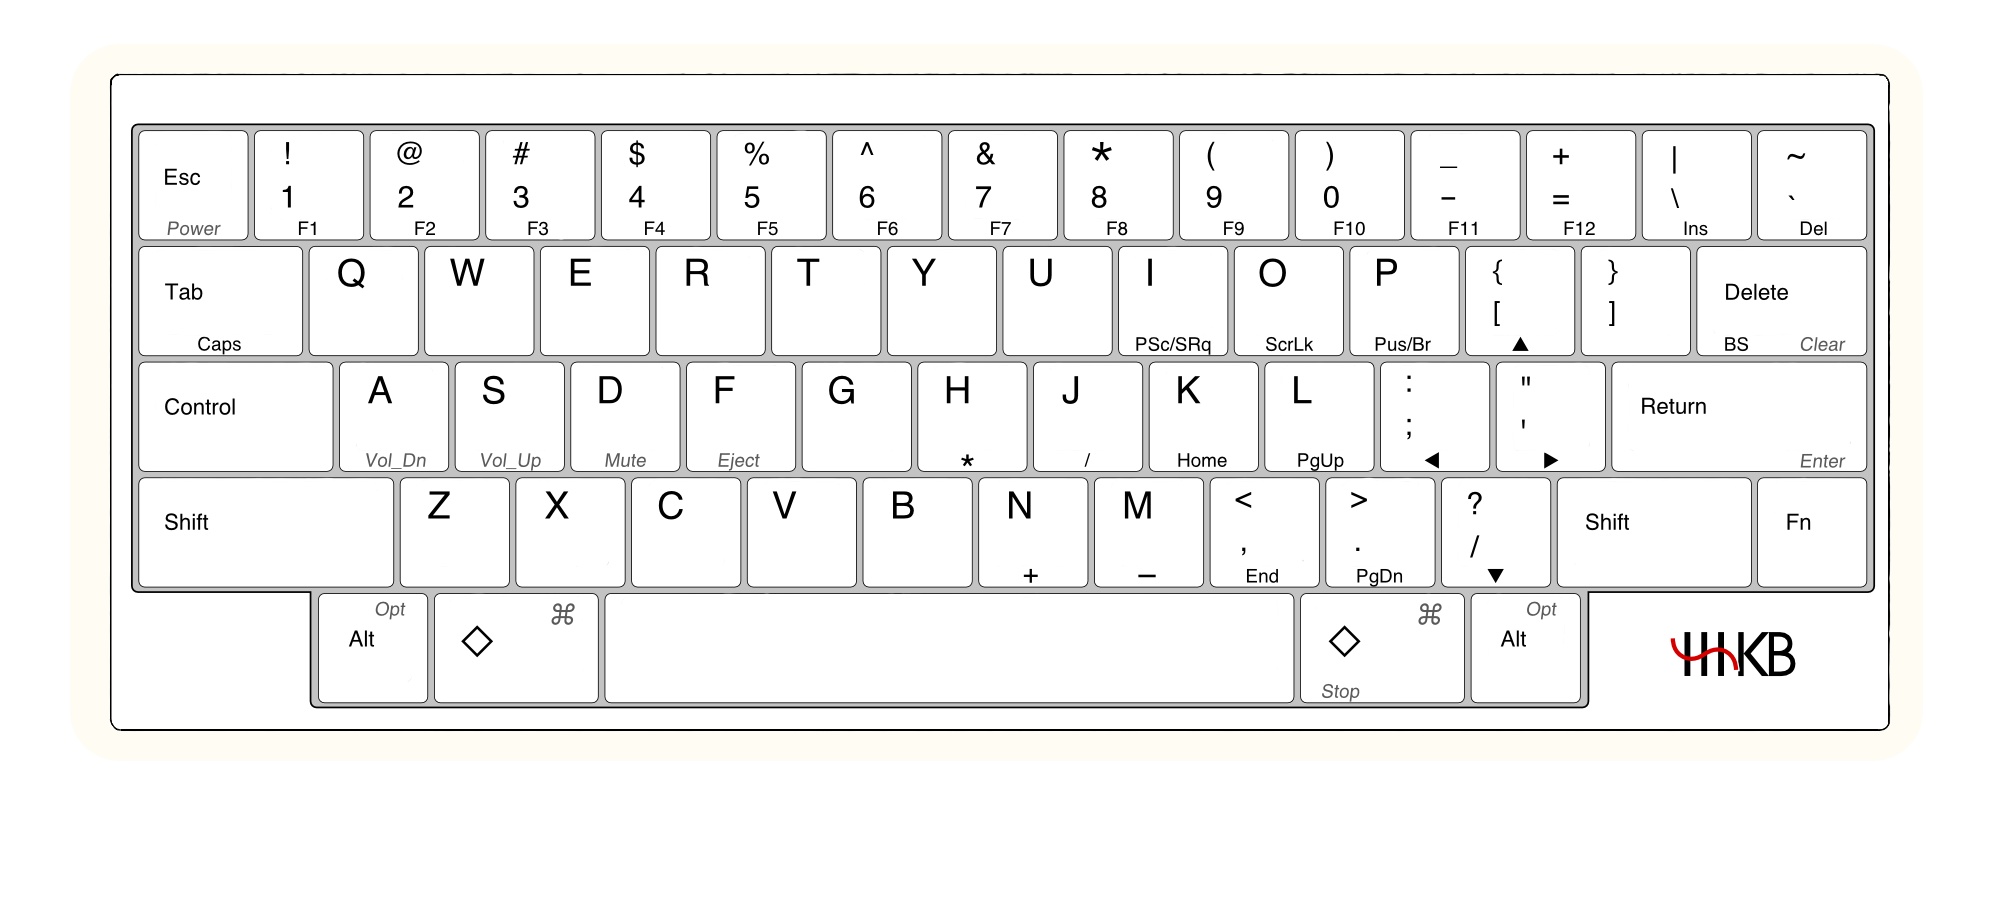 ! @ # $ % ^ & * ( ) _ + | ~
Esc 1 2 3 4 5 6 7 8 9 0 - = \ `
Power F1 F2 F3 F4 F5 F6 F7 F8 F9 F10 F11 F12 Ins Del
Q W E R T Y U I O P { }
Tab [ ] Delete
Caps PSc/SRq ScrLk Pus/Br ▲ BS Clear
A S D F G H J K L : "
Control ; ' Return
Vol_Dn Vol_Up Mute Eject * / Home PgUp ◀ ▶ Enter
Z X C V B N M < > ?
Shift , . / Shift Fn
+ – End PgDn ▼
Opt ⌘ ⌘ Opt
Alt ◇ ◇ Alt HHKB
Stop